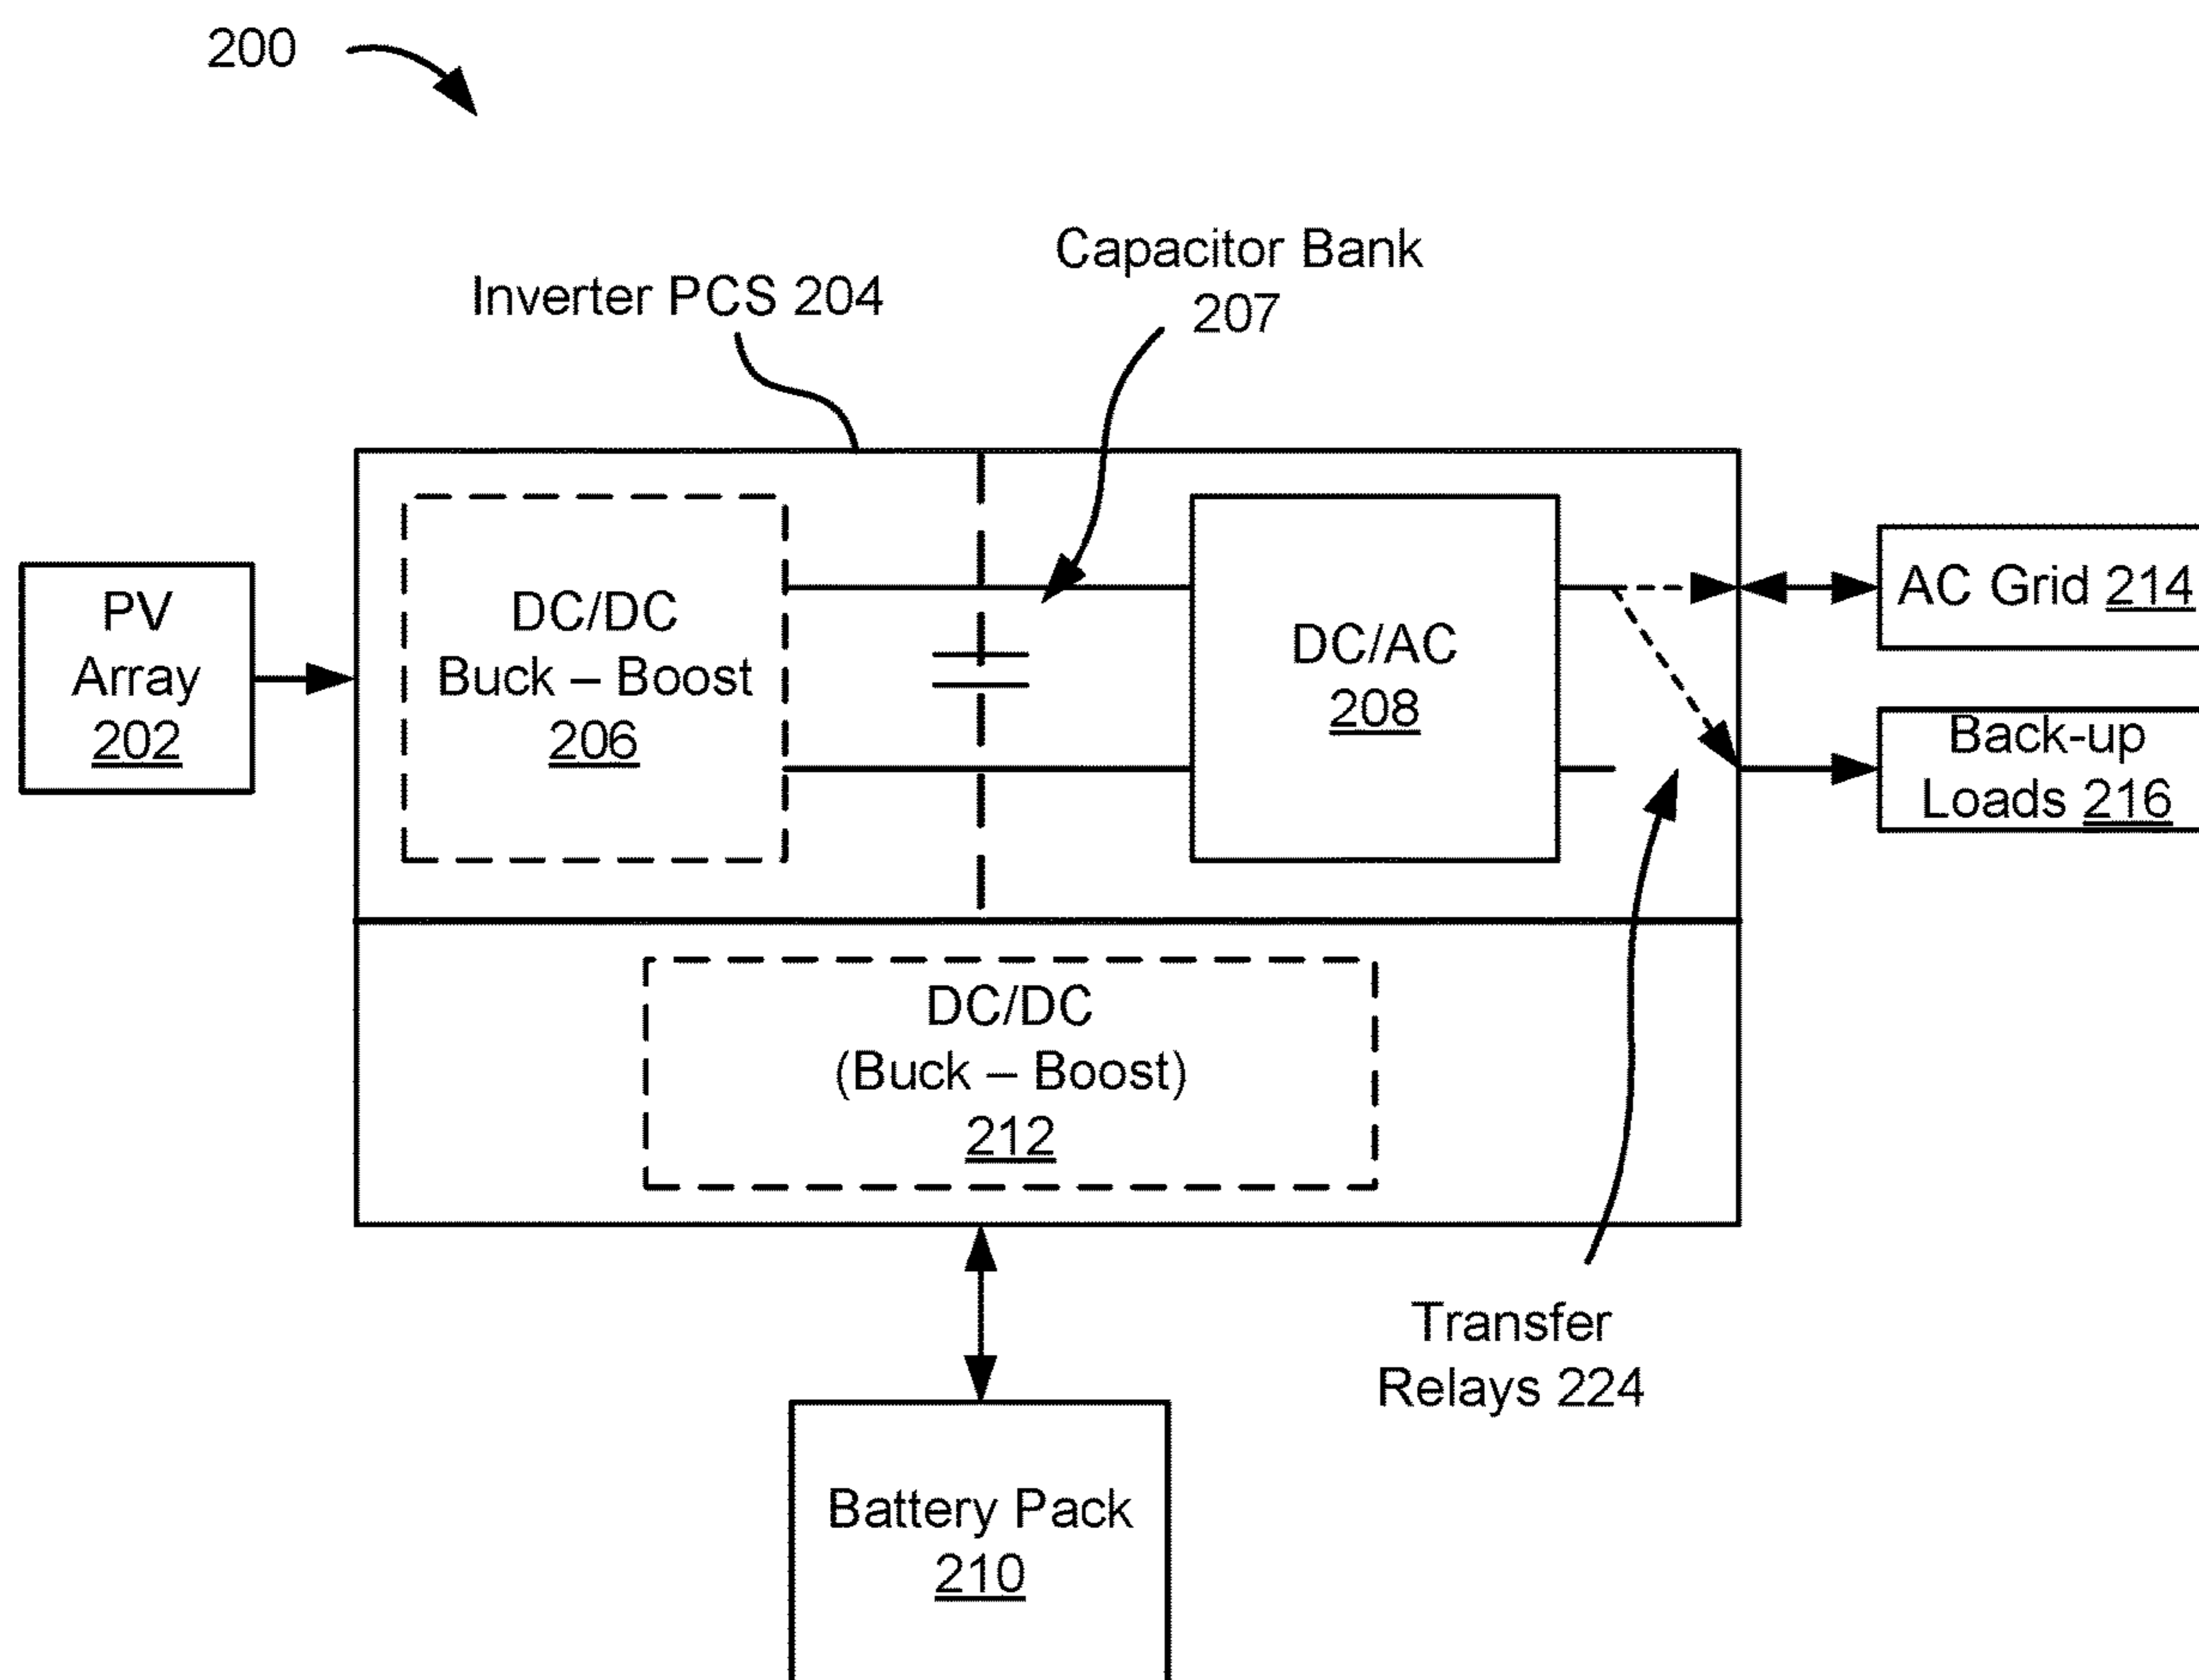 200
Capacitor Bank
207
Inverter PCS 204
PV
Array
202
DC/DC
Buck – Boost
206
DC/AC
208
AC Grid 214
Back-up
Loads 216
DC/DC
(Buck – Boost)
212
Transfer
Relays 224
Battery Pack
210